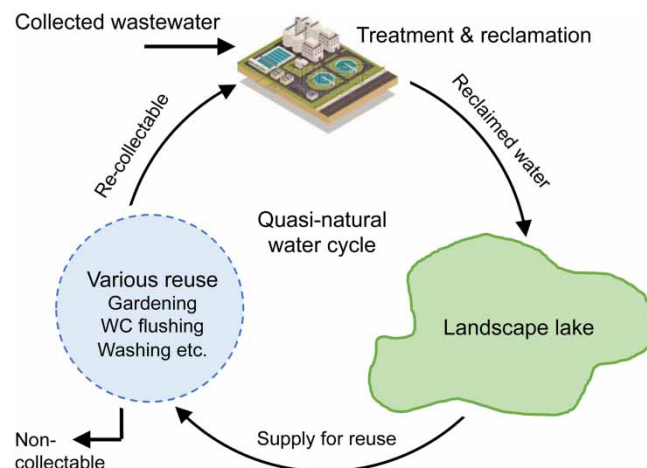 Collected wastewater
Treatment & reclamation
Re-collectable
Reclaimed water
Quasi-natural
water cycle
Various reuse
Gardening
WC flushing
Washing etc.
Landscape lake
Supply for reuse
Non-
collectable